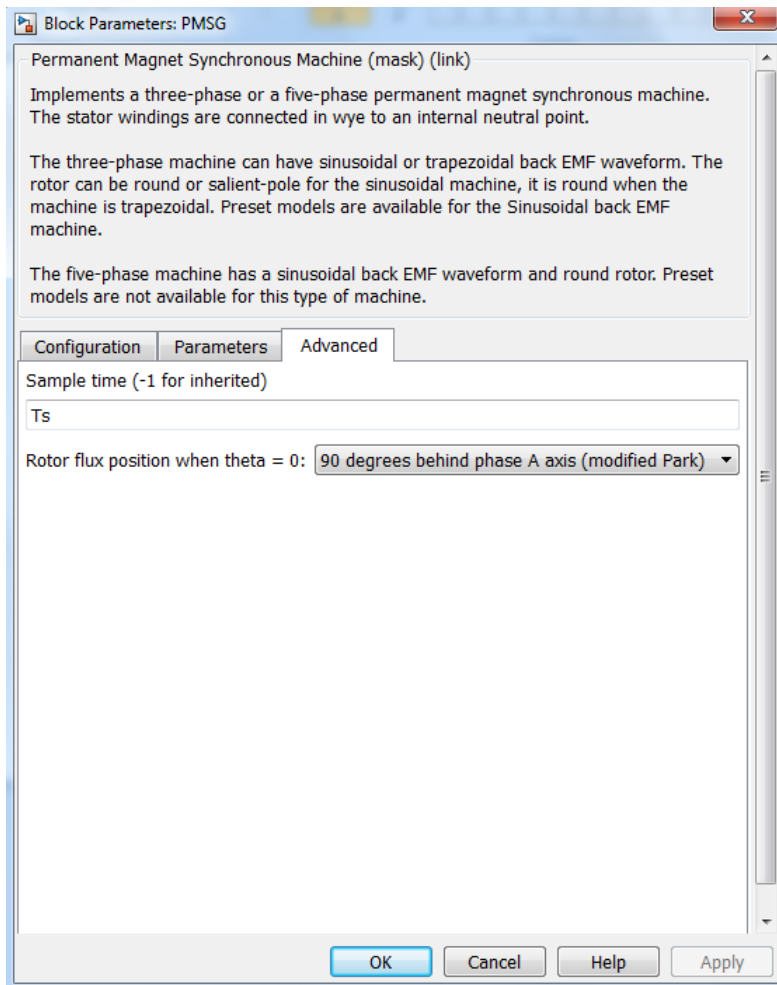 Block Parameters: PMSG
Permanent Magnet Synchronous Machine (mask) (link)
Implements a three-phase or a five-phase permanent magnet synchronous machine.
The stator windings are connected in wye to an internal neutral point.
The three-phase machine can have sinusoidal or trapezoidal back EMF waveform. The
rotor can be round or salient-pole for the sinusoidal machine, it is round when the
machine is trapezoidal. Preset models are available for the Sinusoidal back EMF
machine.
The five-phase machine has a sinusoidal back EMF waveform and round rotor. Preset
models are not available for this type of machine.
Configuration Parameters Advanced
Sample time (-1 for inherited)
Ts
Rotor flux position when theta = 0: 90 degrees behind phase A axis (modified Park)
OK Cancel Help Apply